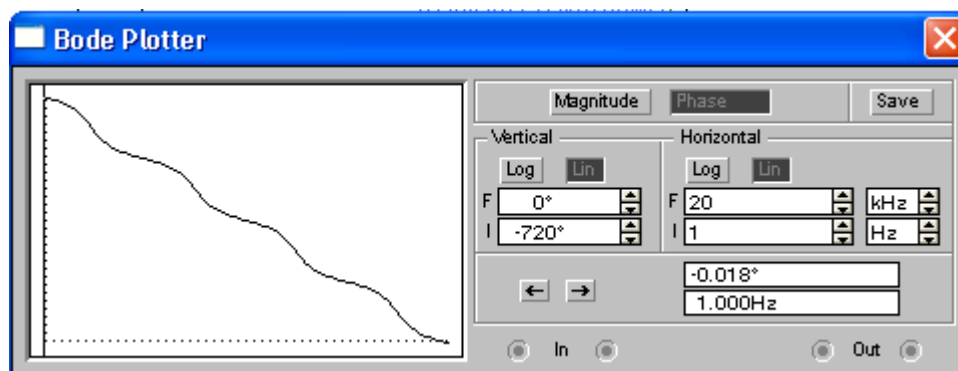 Bode Plotter
Magnitude Phase Save
Vertical Horizontal
Log Lin Log Lin
F 0° F 20 kHz
I -720° I 1 Hz
← → -0.018°
1.000Hz
In Out